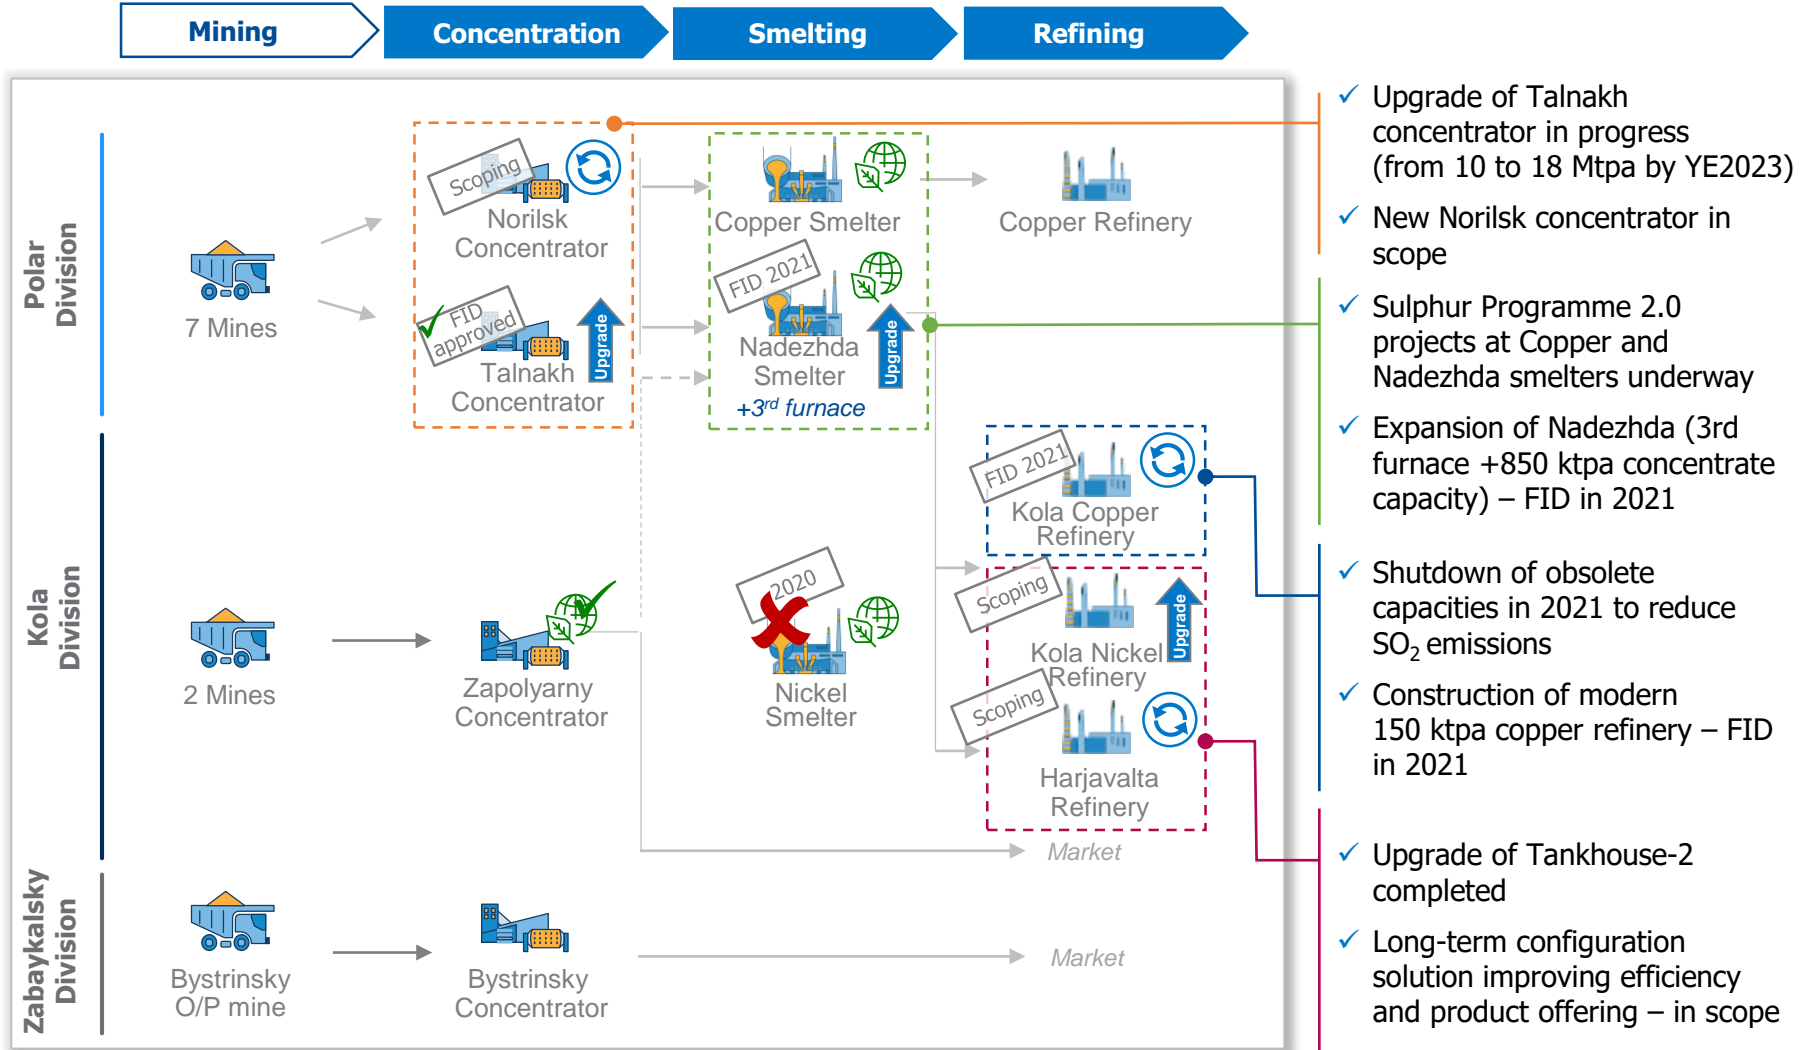 Mining
Concentration
Smelting
Refining
Polar
Division
7 Mines
Scoping
Norilsk
Concentrator
FID
approved
Upgrade
Talnakh
Concentrator
Copper Smelter
FID 2021
Upgrade
Nadezhda
Smelter
+3rd furnace
Copper Refinery
Kola
Division
2 Mines
Zapolyarny
Concentrator
2020
Nickel
Smelter
FID 2021
Kola Copper
Refinery
Scoping
Upgrade
Kola Nickel
Refinery
Scoping
Harjavalta
Refinery
Market
Zabaykalsky
Division
Bystrinsky
O/P mine
Bystrinsky
Concentrator
Market
✓ Upgrade of Talnakh
concentrator in progress
(from 10 to 18 Mtpa by YE2023)
✓ New Norilsk concentrator in
scope
✓ Sulphur Programme 2.0
projects at Copper and
Nadezhda smelters underway
✓ Expansion of Nadezhda (3rd
furnace +850 ktpa concentrate
capacity) – FID in 2021
✓ Shutdown of obsolete
capacities in 2021 to reduce
SO2 emissions
✓ Construction of modern
150 ktpa copper refinery – FID
in 2021
✓ Upgrade of Tankhouse-2
completed
✓ Long-term configuration
solution improving efficiency
and product offering – in scope